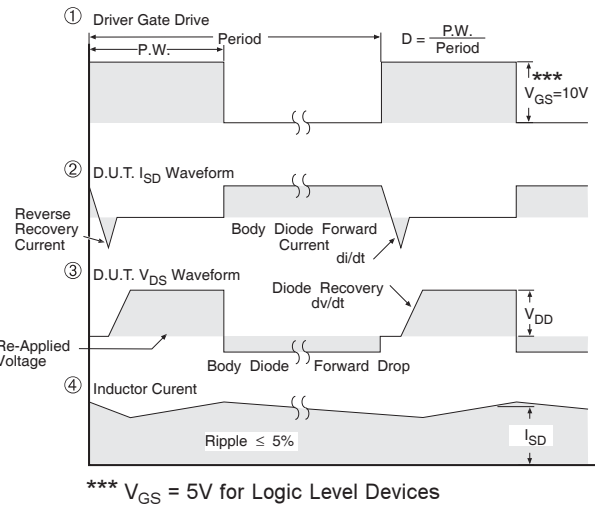 ① Driver Gate Drive
P.W.
Period
D = P.W. / Period
***
VGS=10V
② D.U.T. ISD Waveform
Reverse
Recovery
Current
Body Diode Forward
Current
di/dt
③ D.U.T. VDS Waveform
Diode Recovery
dv/dt
VDD
Re-Applied
Voltage
Body Diode Forward Drop
④ Inductor Curent
Ripple ≤ 5%
ISD
*** VGS = 5V for Logic Level Devices